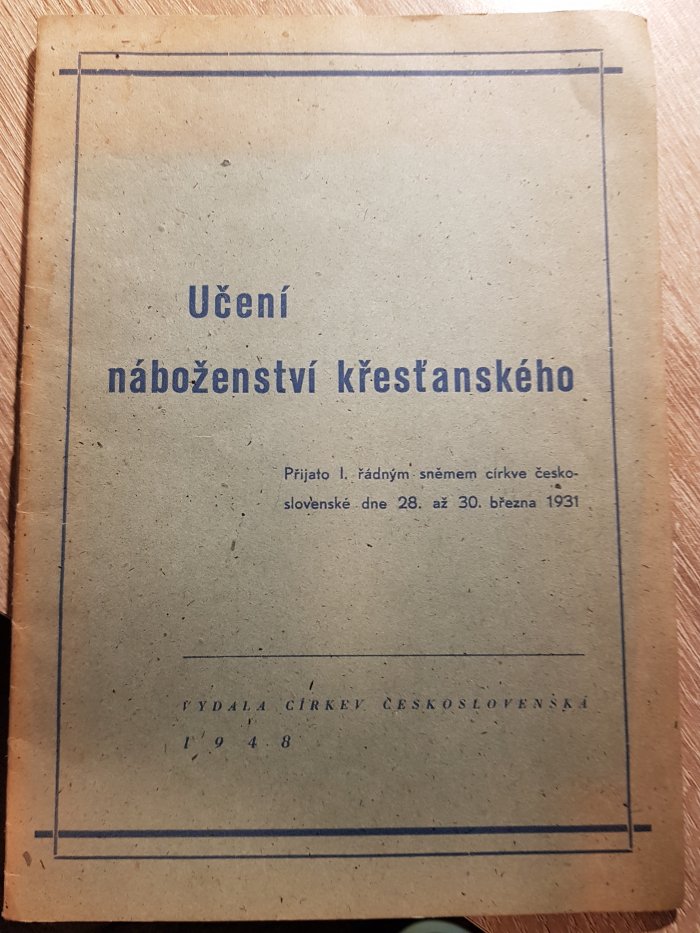 Učení
náboženství křesťanského
Přijato I. řádným sněmem církve česko-
slovenské dne 28. až 30. března 1931
VYDALA CÍRKEV ČESKOSLOVENSKÁ
1948